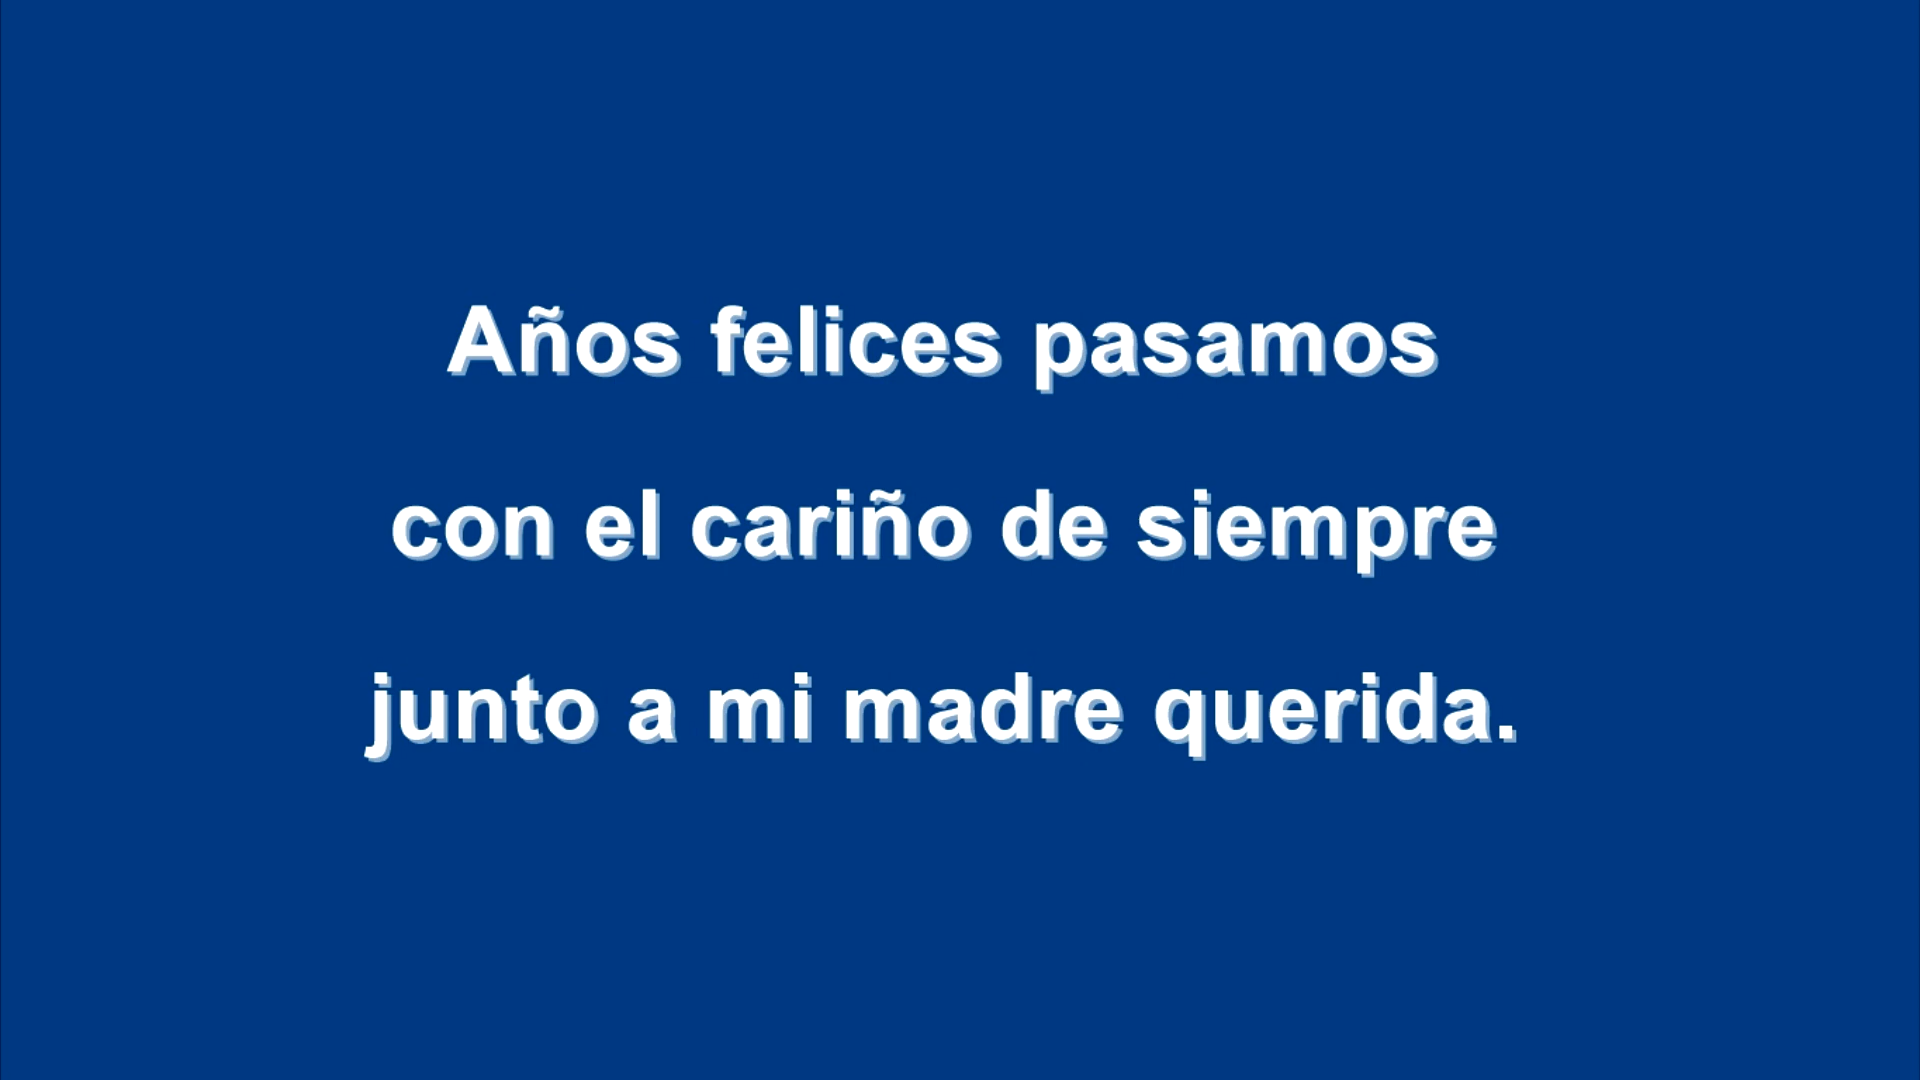 Años felices pasamos
con el cariño de siempre
junto a mi madre querida.